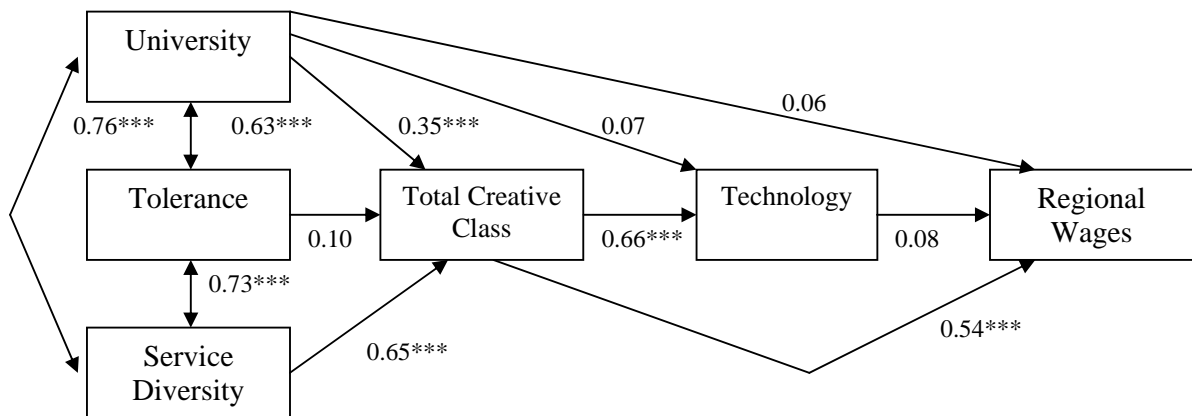 University
0.06
0.76***
0.63***
0.35***
0.07
Tolerance
Total Creative
Class
Technology
Regional
Wages
0.10
0.66***
0.08
0.73***
0.54***
Service
Diversity
0.65***